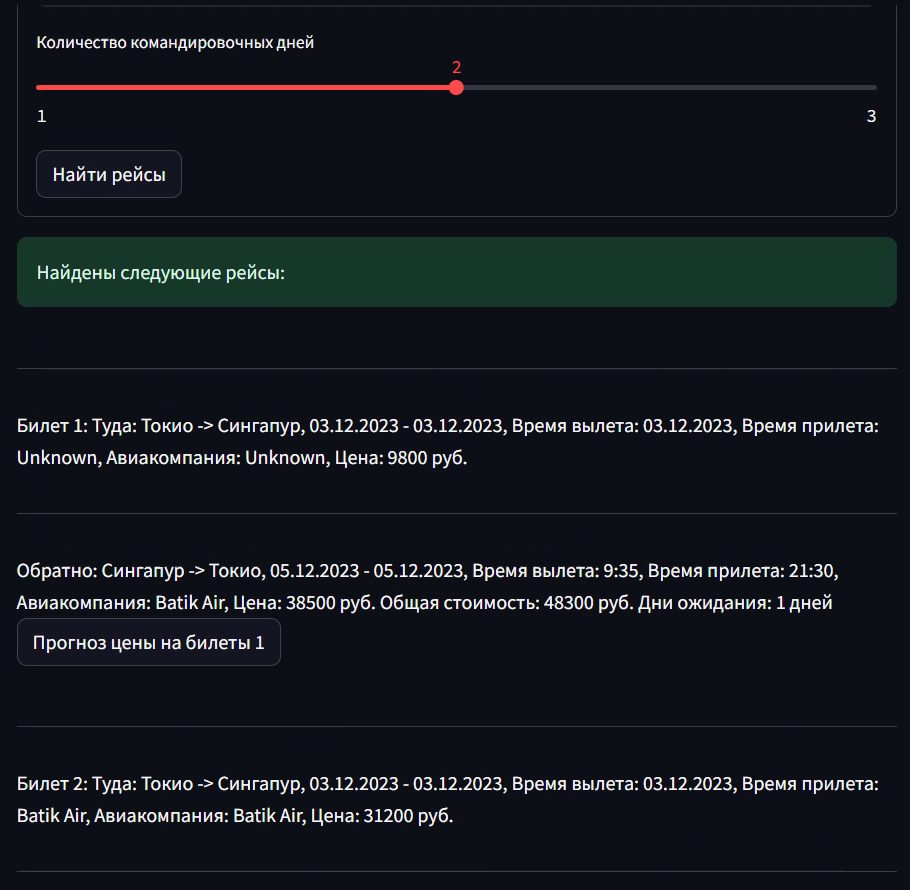 Количество командировочных дней
2
1
3
Найти рейсы
Найдены следующие рейсы:
Билет 1: Туда: Токио -> Сингапур, 03.12.2023 - 03.12.2023, Время вылета: 03.12.2023, Время прилета:
Unknown, Авиакомпания: Unknown, Цена: 9800 руб.
Обратно: Сингапур -> Токио, 05.12.2023 - 05.12.2023, Время вылета: 9:35, Время прилета: 21:30,
Авиакомпания: Batik Air, Цена: 38500 руб. Общая стоимость: 48300 руб. Дни ожидания: 1 дней
Прогноз цены на билеты 1
Билет 2: Туда: Токио -> Сингапур, 03.12.2023 - 03.12.2023, Время вылета: 03.12.2023, Время прилета:
Batik Air, Авиакомпания: Batik Air, Цена: 31200 руб.